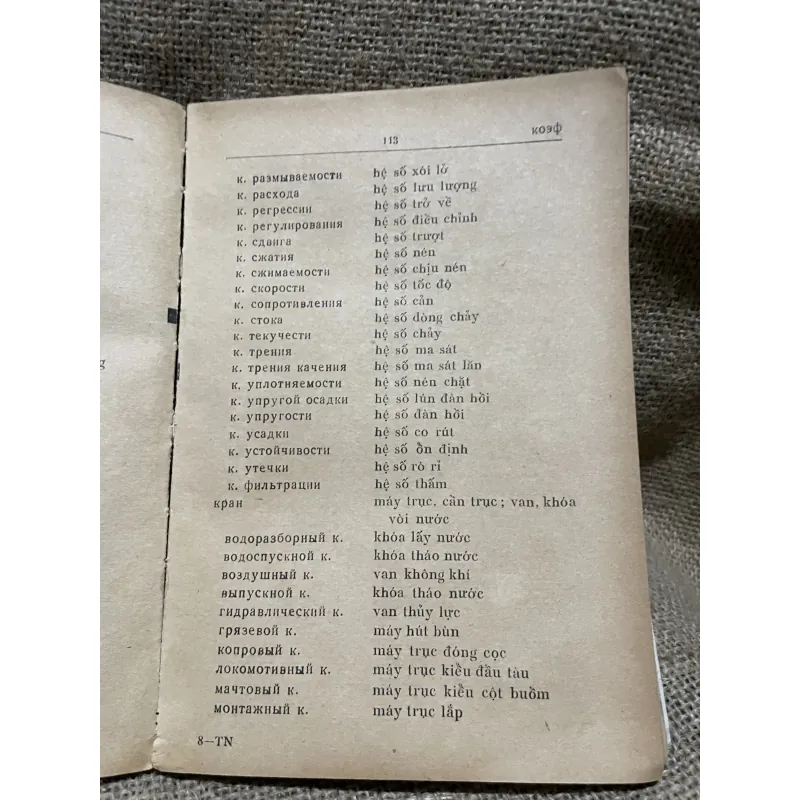 113
коэф
к. размываемости hệ số xói lở
к. расхода hệ số lưu lượng
к. регрессии hệ số trở về
к. регулирования hệ số điều chỉnh
к. сдвига hệ số trượt
к. сжатия hệ số nén
к. сжимаемости hệ số chịu nén
к. скорости hệ số tốc độ
к. сопротивления hệ số cản
к. стока hệ số dòng chảy
к. текучести hệ số chảy
к. трения hệ số ma sát
к. трения качения hệ số ma sát lăn
к. уплотняемости hệ số nén chặt
к. упругой осадки hệ số lún đàn hồi
к. упругости hệ số đàn hồi
к. усадки hệ số co rút
к. устойчивости hệ số ổn định
к. утечки hệ số rò rỉ
к. фильтрации hệ số thấm
кран máy trục, cần trục ; van, khóa
vòi nước
водоразборный к. khóa lấy nước
водоспускной к. khóa tháo nước
воздушный к. van không khí
выпускной к. khóa tháo nước
гидравлический к. van thủy lực
грязевой к. máy hút bùn
копровый к. máy trục đóng cọc
локомотивный к. máy trục kiểu đầu tàu
мачтовый к. máy trục kiểu cột buồm
монтажный к. máy trục lắp
8—TN